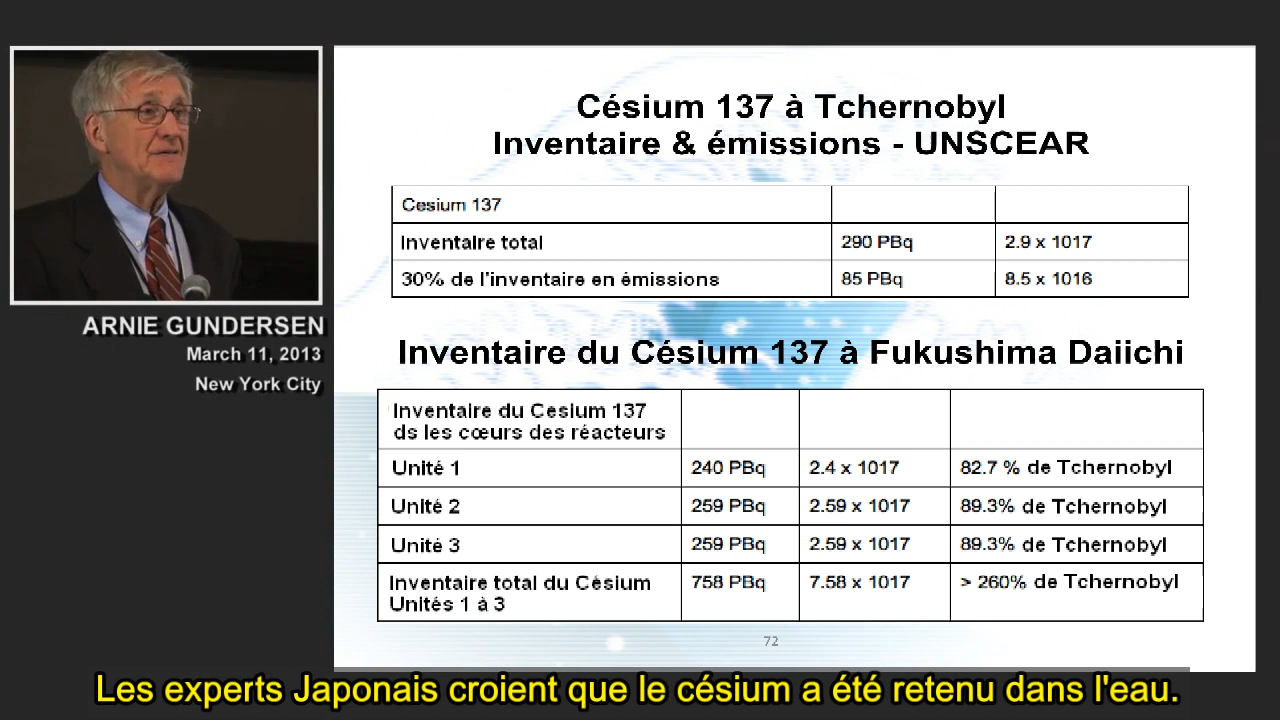 ARNIE GUNDERSEN
March 11, 2013
New York City
Césium 137 à Tchernobyl
Inventaire & émissions - UNSCEAR
Cesium 137
Inventaire total 290 PBq 2.9 x 1017
30% de l'inventaire en émissions 85 PBq 8.5 x 1016
Inventaire du Césium 137 à Fukushima Daiichi
Inventaire du Cesium 137
ds les cœurs des réacteurs
Unité 1 240 PBq 2.4 x 1017 82.7 % de Tchernobyl
Unité 2 259 PBq 2.59 x 1017 89.3% de Tchernobyl
Unité 3 259 PBq 2.59 x 1017 89.3% de Tchernobyl
Inventaire total du Césium 758 PBq 7.58 x 1017 > 260% de Tchernobyl
Unités 1 à 3
72
Les experts Japonais croient que le césium a été retenu dans l'eau.